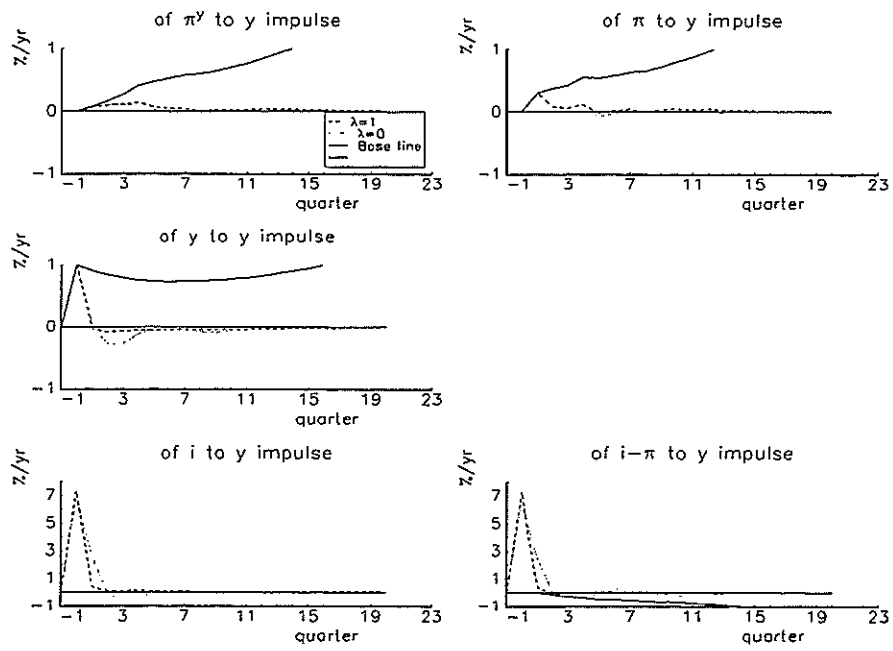 of πʸ to y impulse
%/yr
1
0
-1
-1 3 7 11 15 19 23
quarter
λ=1
λ=0
Base line
of π to y impulse
%/yr
1
0
-1
-1 3 7 11 15 19 23
quarter
of y to y impulse
%/yr
1
0
-1
-1 3 7 11 15 19 23
quarter
of i to y impulse
%/yr
7
5
3
1
-1
-1 3 7 11 15 19 23
quarter
of i-π to y impulse
%/yr
7
5
3
1
-1
-1 3 7 11 15 19 23
quarter